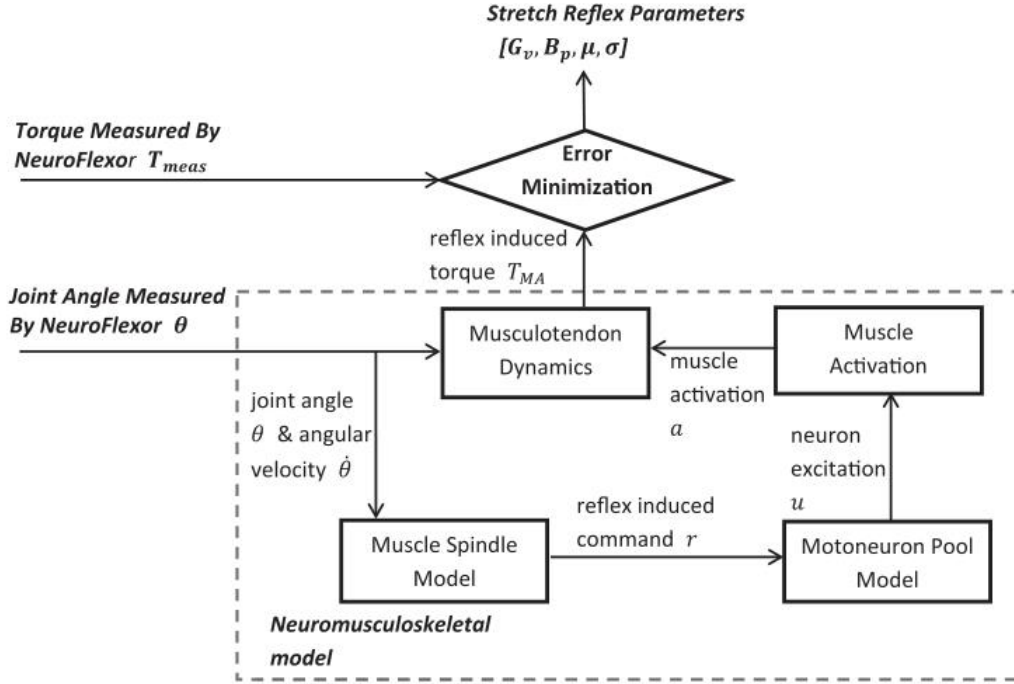 Stretch Reflex Parameters
[G_v, B_p, μ, σ]
Torque Measured By
NeuroFlexor T_meas
Error
Minimization
reflex induced
torque T_MA
Joint Angle Measured
By NeuroFlexor θ
Musculotendon
Dynamics
Muscle
Activation
muscle
activation
a
joint angle
θ & angular
velocity θ̇
neuron
excitation
u
reflex induced
command r
Muscle Spindle
Model
Motoneuron Pool
Model
Neuromusculoskeletal
model